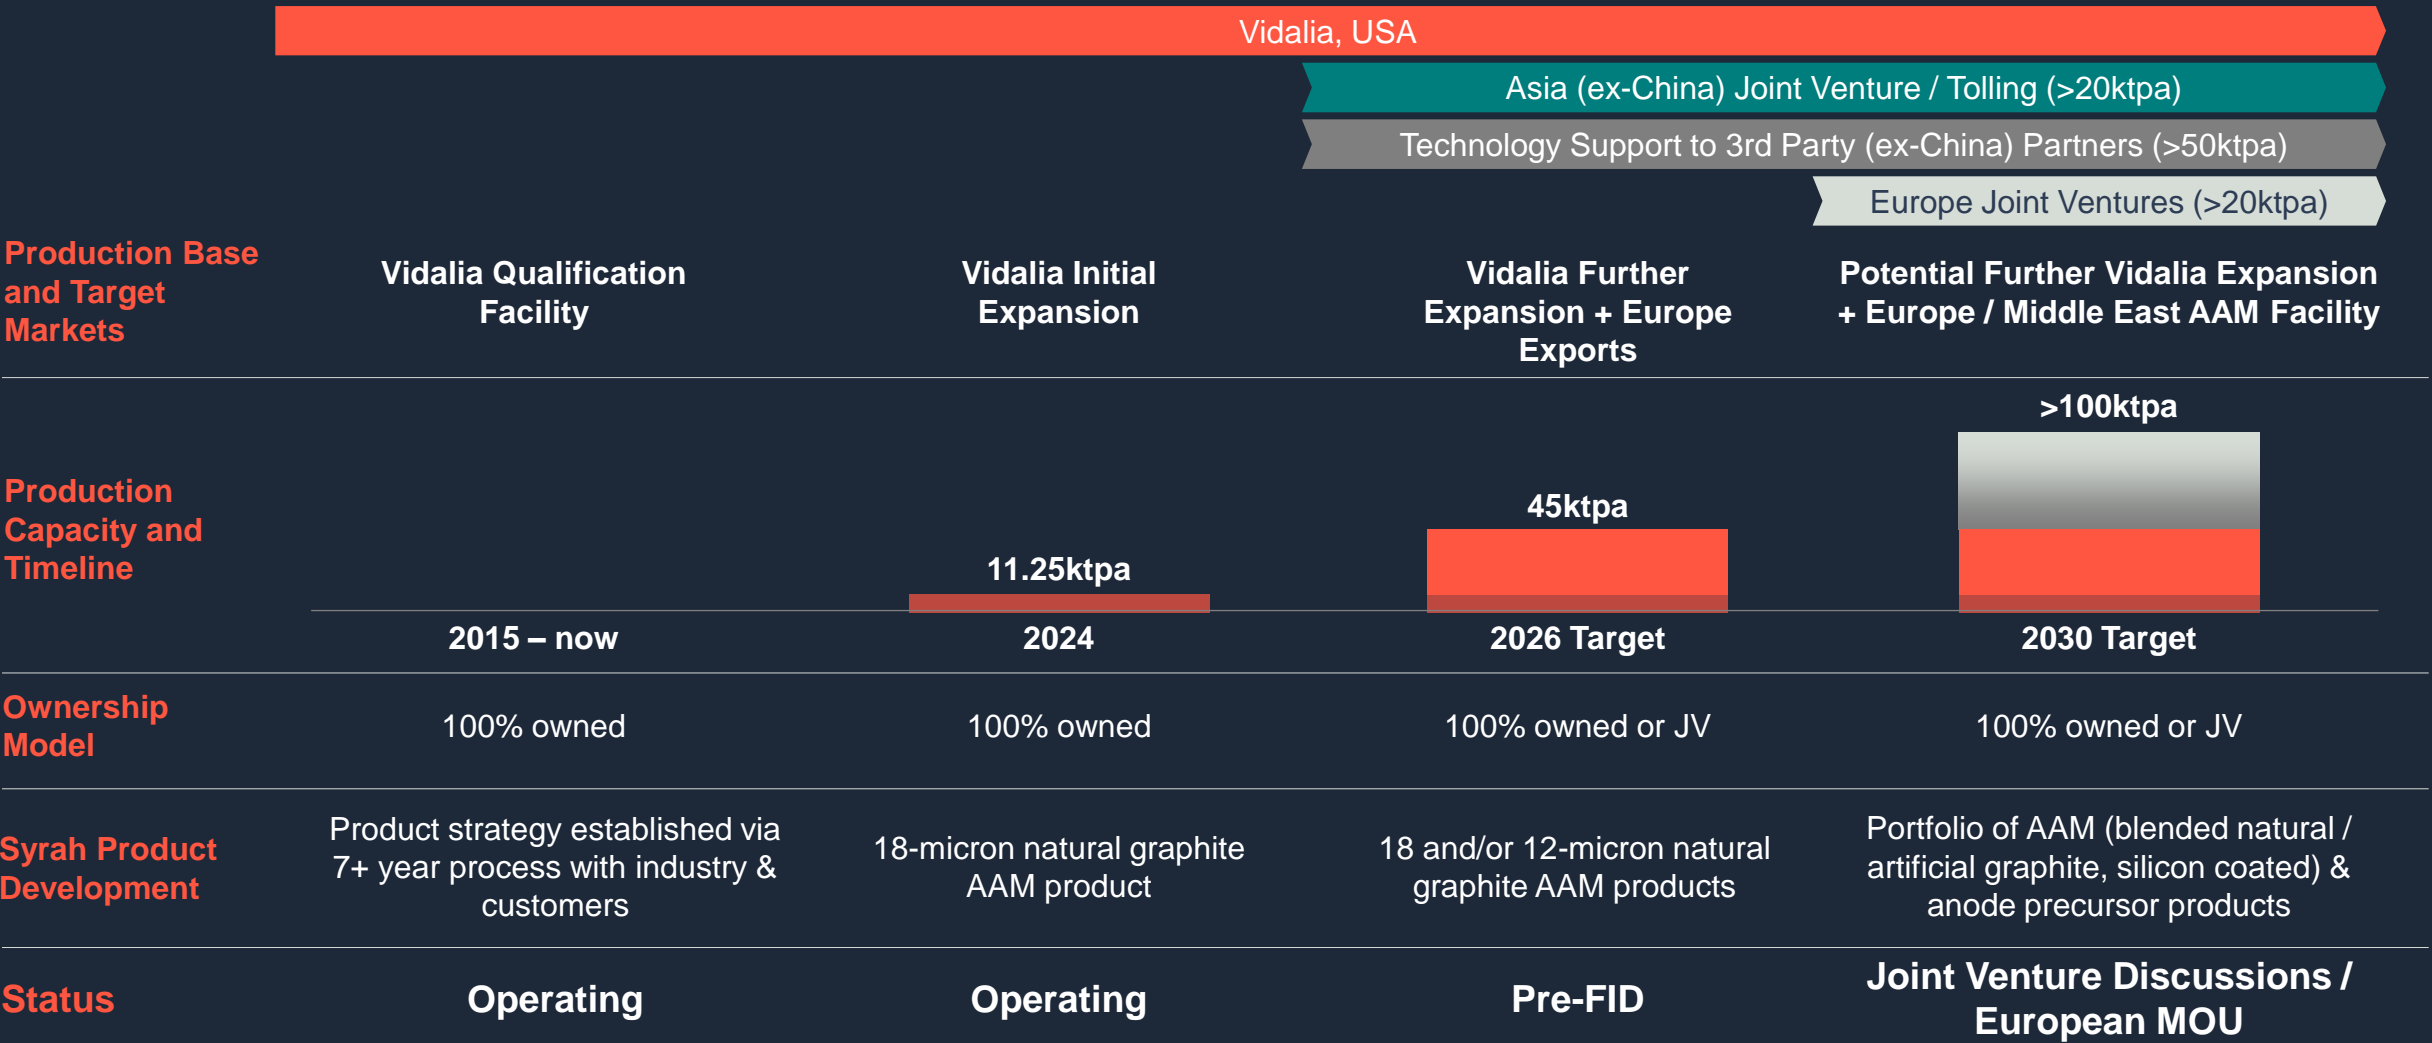 Vidalia, USA
Asia (ex-China) Joint Venture / Tolling (>20ktpa)
Technology Support to 3rd Party (ex-China) Partners (>50ktpa)
Europe Joint Ventures (>20ktpa)
Production Base
and Target
Markets
Vidalia Qualification
Facility
Vidalia Initial
Expansion
Vidalia Further
Expansion + Europe
Exports
Potential Further Vidalia Expansion
+ Europe / Middle East AAM Facility
Production
Capacity and
Timeline
11.25ktpa
45ktpa
>100ktpa
2015 – now
2024
2026 Target
2030 Target
Ownership
Model
100% owned
100% owned
100% owned or JV
100% owned or JV
Syrah Product
Development
Product strategy established via
7+ year process with industry &
customers
18-micron natural graphite
AAM product
18 and/or 12-micron natural
graphite AAM products
Portfolio of AAM (blended natural /
artificial graphite, silicon coated) &
anode precursor products
Status
Operating
Operating
Pre-FID
Joint Venture Discussions /
European MOU